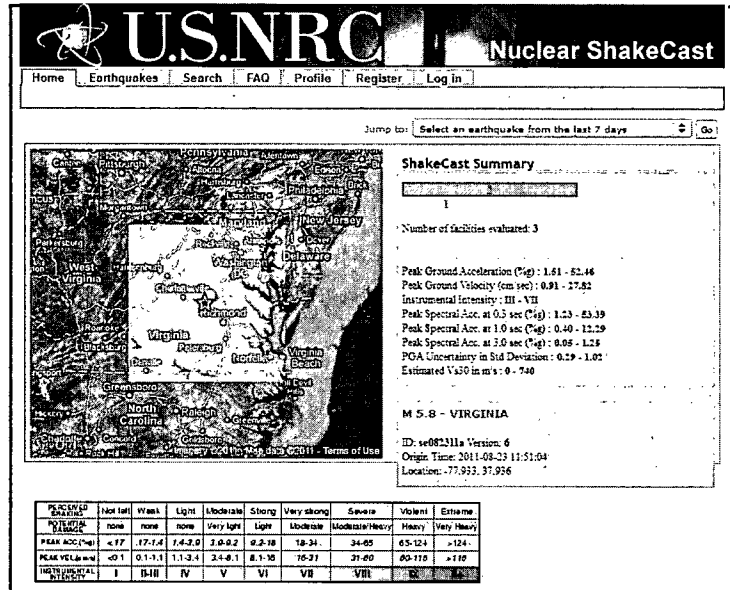 U.S.NRC
Nuclear ShakeCast
Home Earthquakes Search FAQ Profile Register Log in
Jump to: Select an earthquake from the last 7 days Go
Pennsylvania
Pittsburgh
Altoona
Philadelphia
Morgantown
Maryland
New Jersey
Parkersburg
Washington
DC
Delaware
West
Virginia
Charlottesville
Richmond
Roanoke
Virginia
Blacksburg
Petersburg
Danville
Norfolk
Virginia
Beach
Greensboro
North
Carolina
Raleigh
Concord
Goldsboro
Map data ©2011 - Terms of Use
ShakeCast Summary
3
1
Number of facilities evaluated: 3
Peak Ground Acceleration (%g) : 1.51 - 52.46
Peak Ground Velocity (cm/sec) : 0.91 - 27.82
Instrumental Intensity : III - VII
Peak Spectral Acc. at 0.3 sec (%g) : 1.23 - 83.39
Peak Spectral Acc. at 1.0 sec (%g) : 0.40 - 12.29
Peak Spectral Acc. at 3.0 sec (%g) : 0.05 - 1.25
PGA Uncertainty in Std Deviation : 0.29 - 1.02
Estimated Vs30 in m/s : 0 - 740
M 5.8 - VIRGINIA
ID: se082311a Version: 6
Origin Time: 2011-08-23 11:51:04
Location: -77.933, 37.936
PERCEIVED SHAKING Not felt Weak Light Moderate Strong Very strong Severe Violent Extreme
POTENTIAL DAMAGE none none none Very light Light Moderate Moderate/Heavy Heavy Very Heavy
PEAK ACC.(%g) <.17 .17-1.4 1.4-3.9 3.9-9.2 9.2-18 18-34 34-65 65-124 >124
PEAK VEL.(cm/s) <0.1 0.1-1.1 1.1-3.4 3.4-8.1 8.1-16 16-31 31-60 60-116 >116
INSTRUMENTAL INTENSITY I II-III IV V VI VII VIII